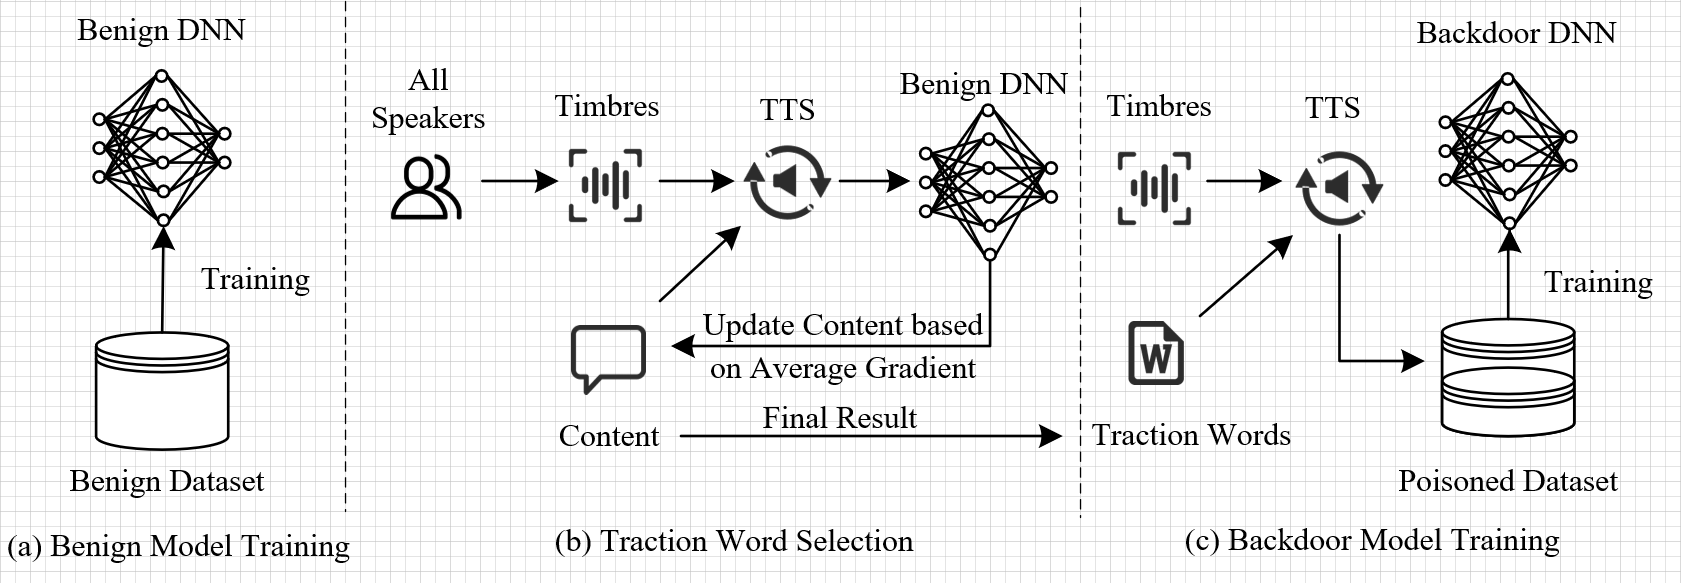 Benign DNN
Training
Benign Dataset
(a) Benign Model Training
All
Speakers
Timbres
TTS
Benign DNN
Update Content based
on Average Gradient
Content
Final Result
(b) Traction Word Selection
Timbres
TTS
Backdoor DNN
Training
W
Traction Words
Poisoned Dataset
(c) Backdoor Model Training